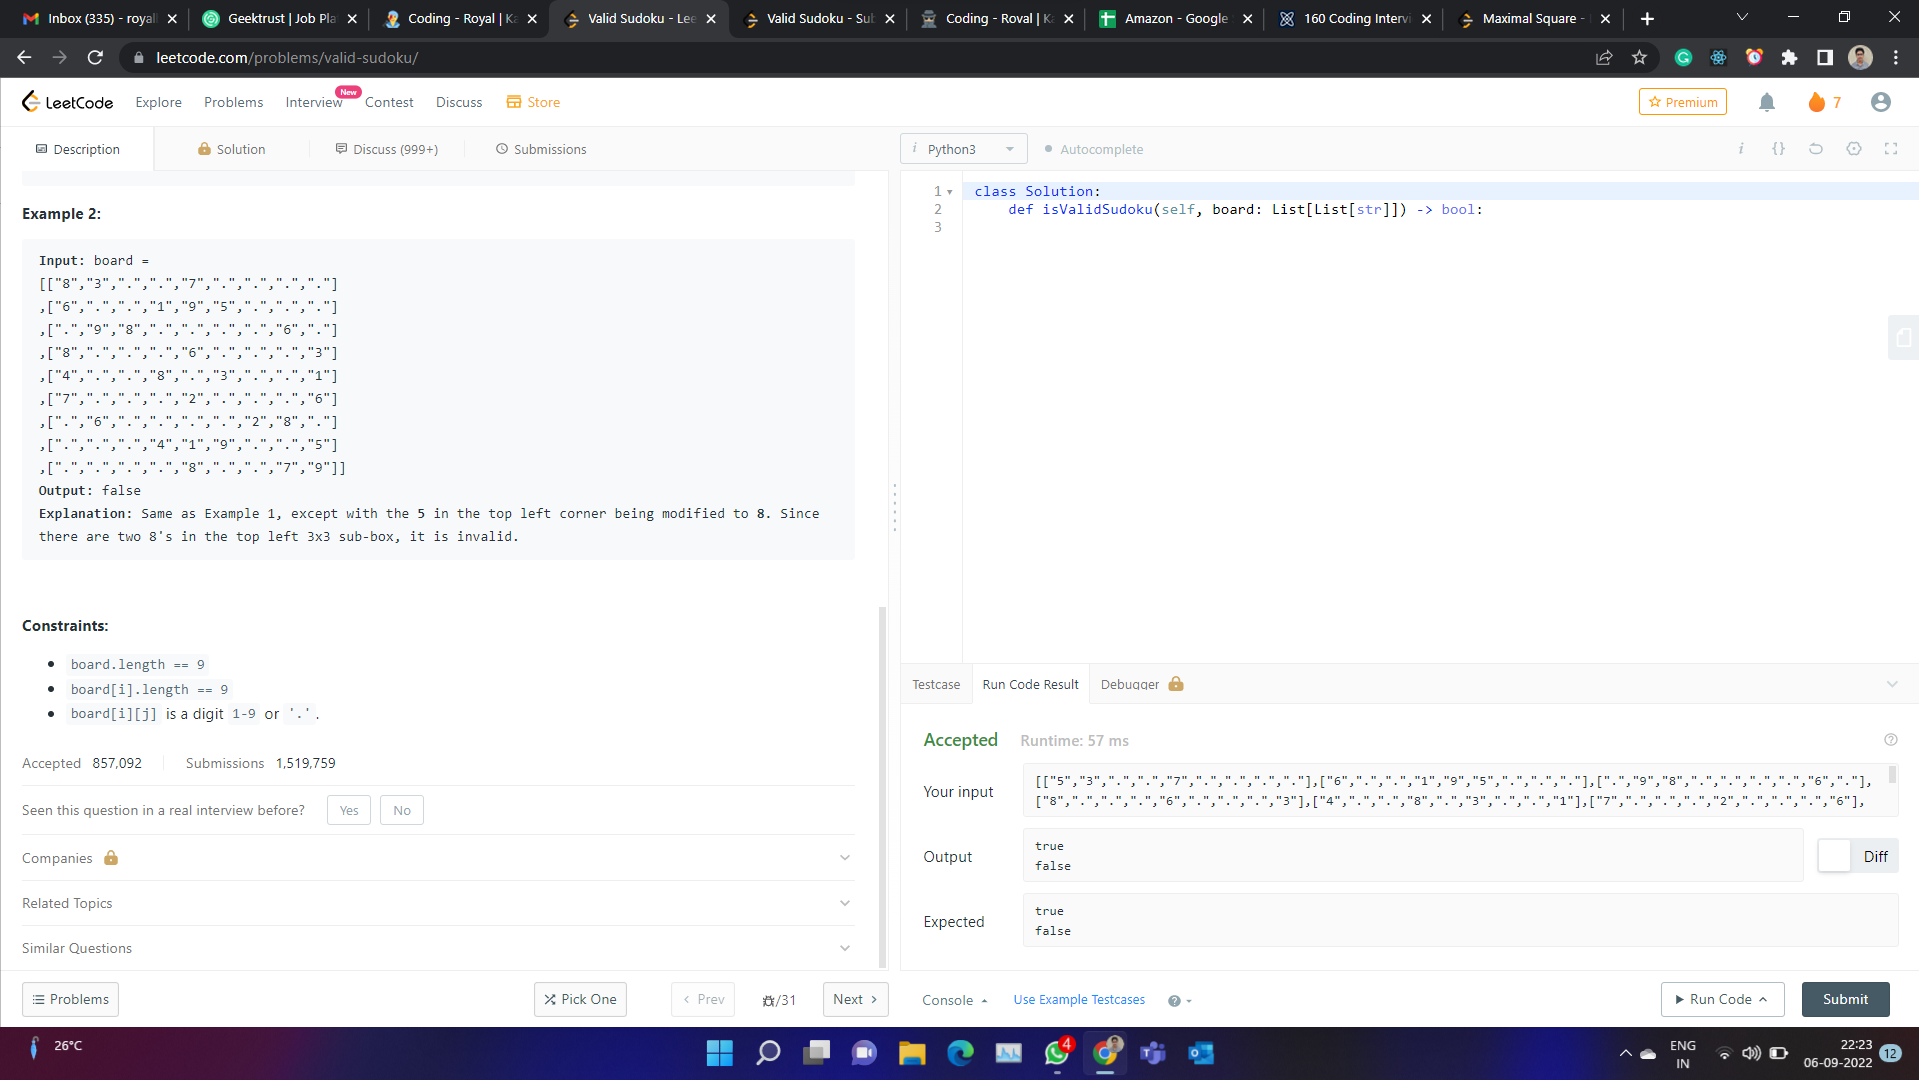 Inbox (335) - royall
Geektrust | Job Pla
Coding - Royal | Ka
Valid Sudoku - Lee
Valid Sudoku - Sub
Coding - Royal | Ka
Amazon - Google
160 Coding Intervi
Maximal Square -
leetcode.com/problems/valid-sudoku/
LeetCode
Explore
Problems
Interview
New
Contest
Discuss
Store
Premium
7
Description
Solution
Discuss (999+)
Submissions
i Python3
Autocomplete
Example 2:
Input: board =
[["8","3",".",".","7",".",".",".","."]
,["6",".",".","1","9","5",".",".","."]
,[".","9","8",".",".",".",".","6","."]
,["8",".",".",".","6",".",".",".","3"]
,["4",".",".","8",".","3",".",".","1"]
,["7",".",".",".","2",".",".",".","6"]
,[".","6",".",".",".",".","2","8","."]
,[".",".",".","4","1","9",".",".","5"]
,[".",".",".",".","8",".",".","7","9"]]
Output: false
Explanation: Same as Example 1, except with the 5 in the top left corner being modified to 8. Since
there are two 8's in the top left 3x3 sub-box, it is invalid.
Constraints:
board.length == 9
board[i].length == 9
board[i][j] is a digit 1-9 or '.'.
Accepted 857,092
Submissions 1,519,759
Seen this question in a real interview before?
Yes
No
Companies
Related Topics
Similar Questions
Problems
Pick One
Prev
/31
Next
1
class Solution:
2
def isValidSudoku(self, board: List[List[str]]) -> bool:
3
Testcase
Run Code Result
Debugger
Accepted
Runtime: 57 ms
Your input
[["5","3",".",".","7",".",".",".","."],["6",".",".","1","9","5",".",".","."],[".","9","8",".",".",".",".","6","."],
["8",".",".",".","6",".",".",".","3"],["4",".",".","8",".","3",".",".","1"],["7",".",".",".","2",".",".",".","6"],
Output
true
false
Diff
Expected
true
false
Console
Use Example Testcases
Run Code
Submit
26°C
4
ENG
IN
22:23
06-09-2022
12